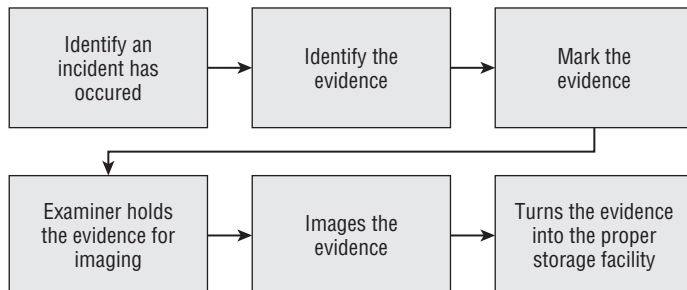 Identify an
incident has
occured
Identify the
evidence
Mark the
evidence
Examiner holds
the evidence for
imaging
Images the
evidence
Turns the evidence
into the proper
storage facility